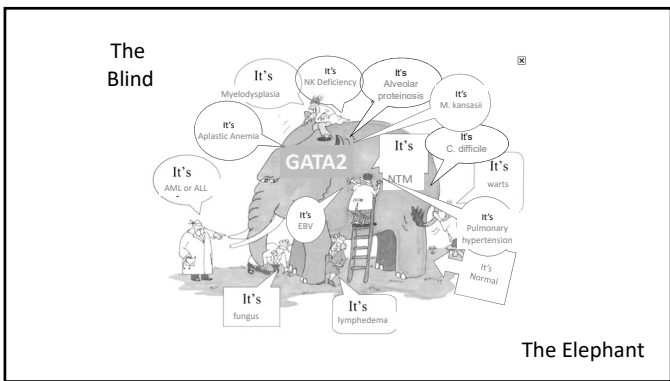 The
Blind
It's
Myelodysplasia
It's
NK Deficiency
It's
Alveolar
proteinosis
It's
M. kansasii
It's
Aplastic Anemia
GATA2
It's
NTM
It's
C. difficile
It's
warts
It's
AML or ALL
-
It's
EBV
It's
Pulmonary
hypertension
It's
Normal
It's
fungus
It's
lymphedema
The Elephant